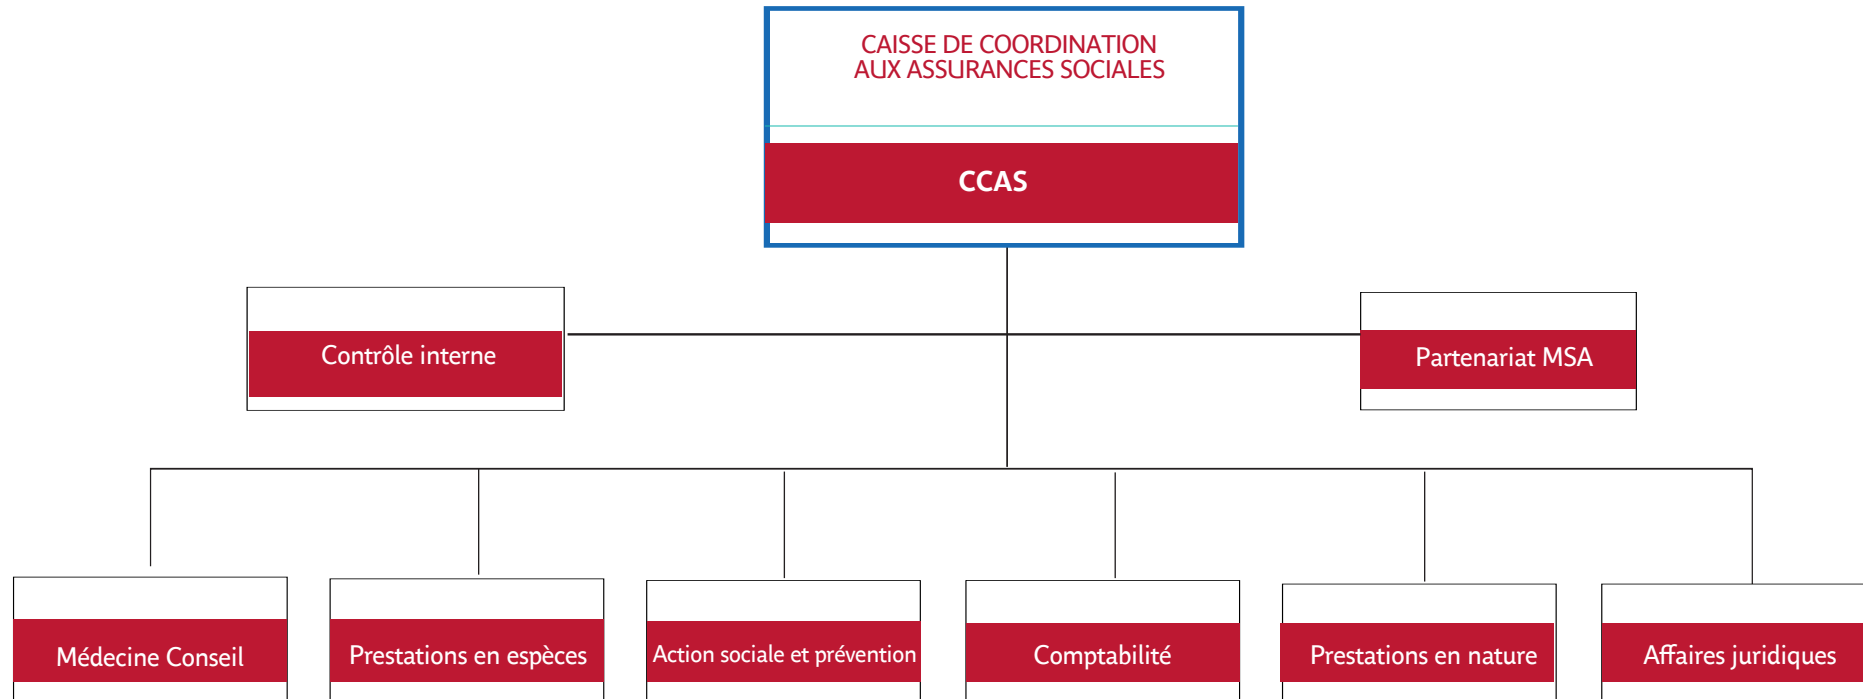 CAISSE DE COORDINATION
AUX ASSURANCES SOCIALES
CCAS
Contrôle interne
Partenariat MSA
Médecine Conseil
Prestations en espèces
Action sociale et prévention
Comptabilité
Prestations en nature
Affaires juridiques